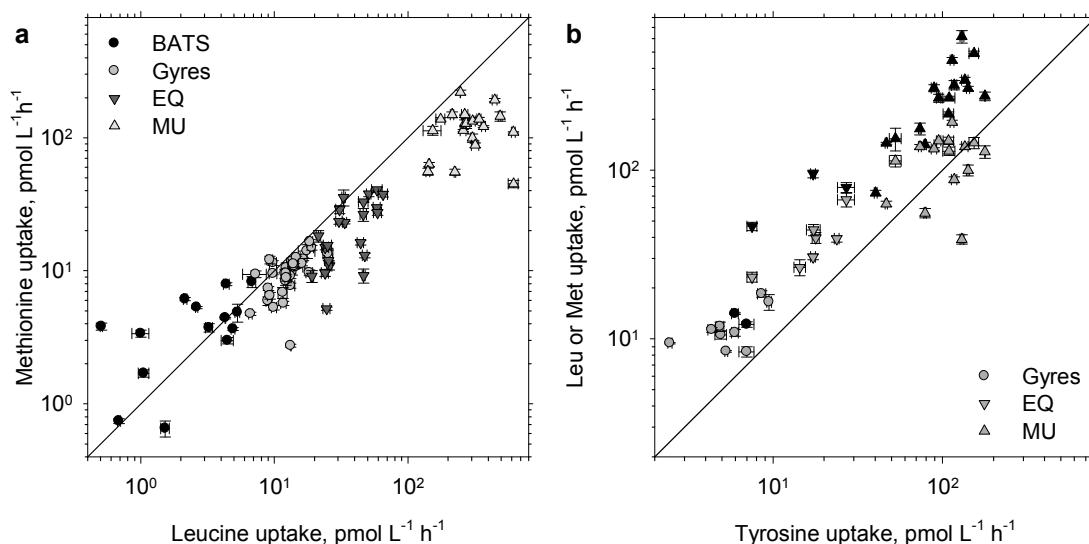 a
BATS
Gyres
EQ
MU
Methionine uptake, pmol L⁻¹h⁻¹
10²
10¹
10⁰
10⁰ 10¹ 10²
Leucine uptake, pmol L⁻¹ h⁻¹
b
Leu or Met uptake, pmol L⁻¹ h⁻¹
10²
10¹
Gyres
EQ
MU
10¹ 10²
Tyrosine uptake, pmol L⁻¹ h⁻¹